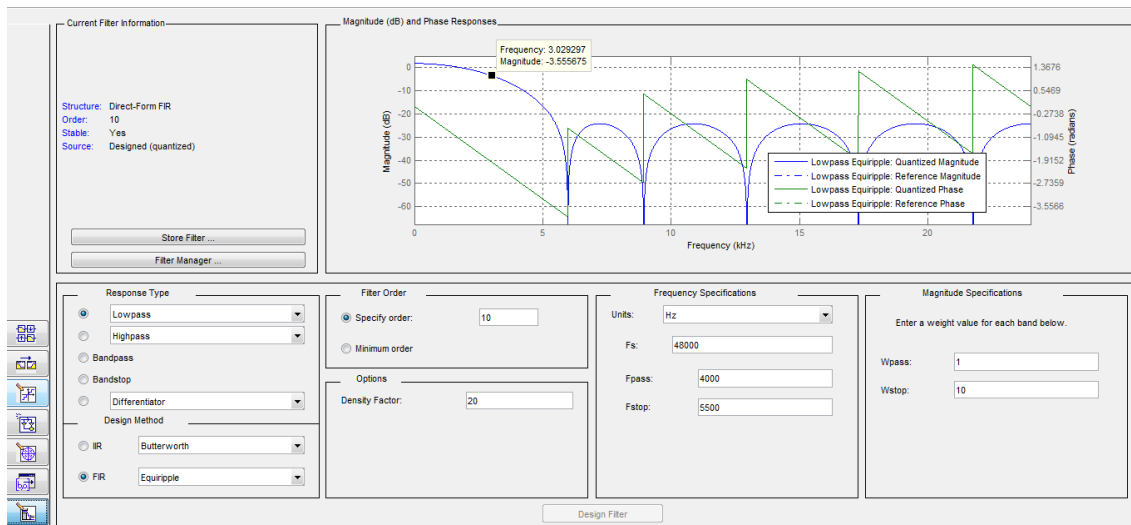 Current Filter Information
Structure: Direct-Form FIR
Order: 10
Stable: Yes
Source: Designed (quantized)
Store Filter ...
Filter Manager ...
Magnitude (dB) and Phase Responses
Frequency: 3.029297
Magnitude: -3.555675
0
-10
-20
-30
-40
-50
-60
Magnitude (dB)
0
5
10
15
20
Frequency (kHz)
1.3676
0.5469
-0.2738
-1.0945
-1.9152
-2.7359
-3.5566
Phase (radians)
Lowpass Equiripple: Quantized Magnitude
Lowpass Equiripple: Reference Magnitude
Lowpass Equiripple: Quantized Phase
Lowpass Equiripple: Reference Phase
Response Type
Lowpass
Highpass
Bandpass
Bandstop
Differentiator
Design Method
IIR Butterworth
FIR Equiripple
Filter Order
Specify order: 10
Minimum order
Options
Density Factor: 20
Frequency Specifications
Units: Hz
Fs: 48000
Fpass: 4000
Fstop: 5500
Magnitude Specifications
Enter a weight value for each band below.
Wpass: 1
Wstop: 10
Design Filter